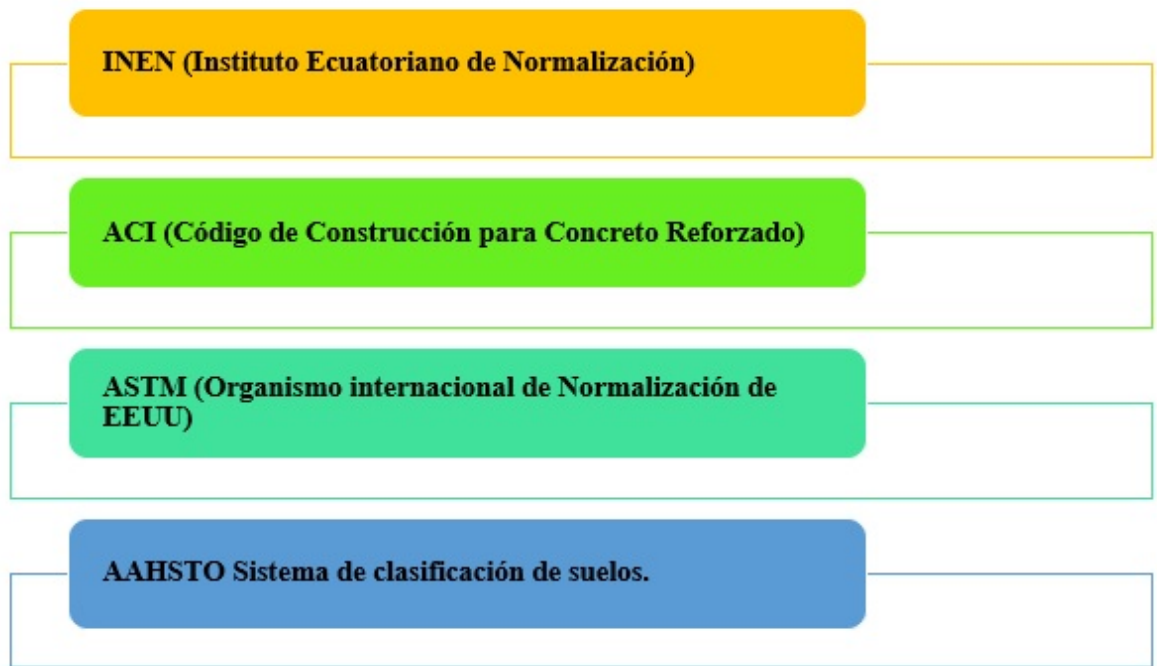 INEN (Instituto Ecuatoriano de Normalización)
ACI (Código de Construcción para Concreto Reforzado)
ASTM (Organismo internacional de Normalización de
EEUU)
AAHSTO Sistema de clasificación de suelos.